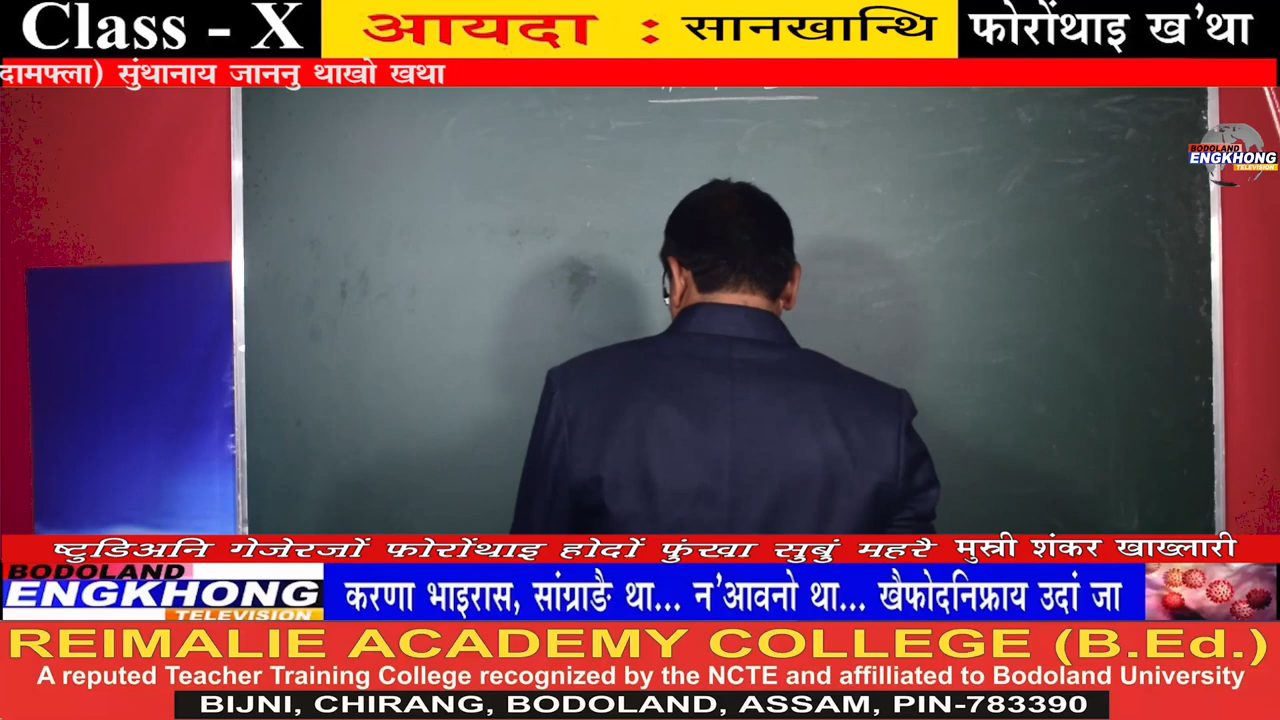 Class - X आयदा : सानखान्थि फोरोंथाइ ख'था
दामफ्ला) सुंथानाय जाननु थाखो खथा
BODOLAND
ENGKHONG
TELEVISION
ष्टुडिअनि गेजेरजों फोरोंथाइ होदों फुंखा सुबुं महरै मुस्री शंकर खाख्लारी
BODOLAND
ENGKHONG
TELEVISION
करणा भाइरास, सांग्राङै था... न'आवनो था... खैफोदनिफ्राय उदां जा
REIMALIE ACADEMY COLLEGE (B.Ed.)
A reputed Teacher Training College recognized by the NCTE and affilliated to Bodoland University
BIJNI, CHIRANG, BODOLAND, ASSAM, PIN-783390